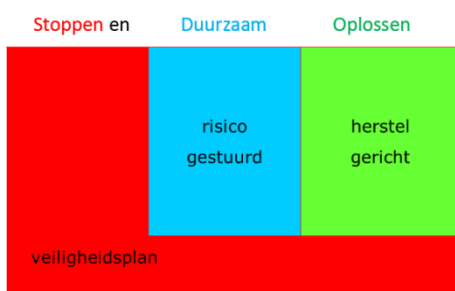 Stoppen en Duurzaam Oplossen
risico
gestuurd
herstel
gericht
veiligheidsplan